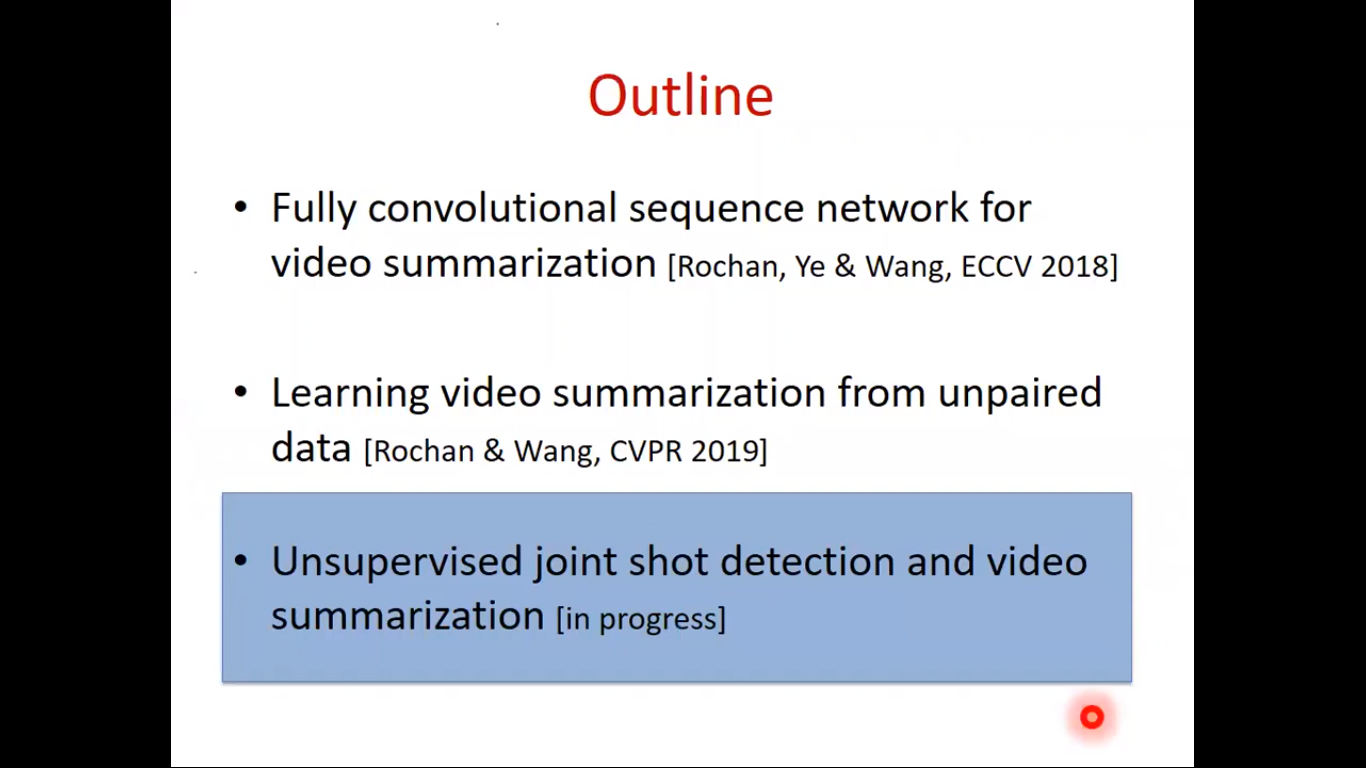 Outline
• Fully convolutional sequence network for
video summarization [Rochan, Ye & Wang, ECCV 2018]
• Learning video summarization from unpaired
data [Rochan & Wang, CVPR 2019]
• Unsupervised joint shot detection and video
summarization [in progress]